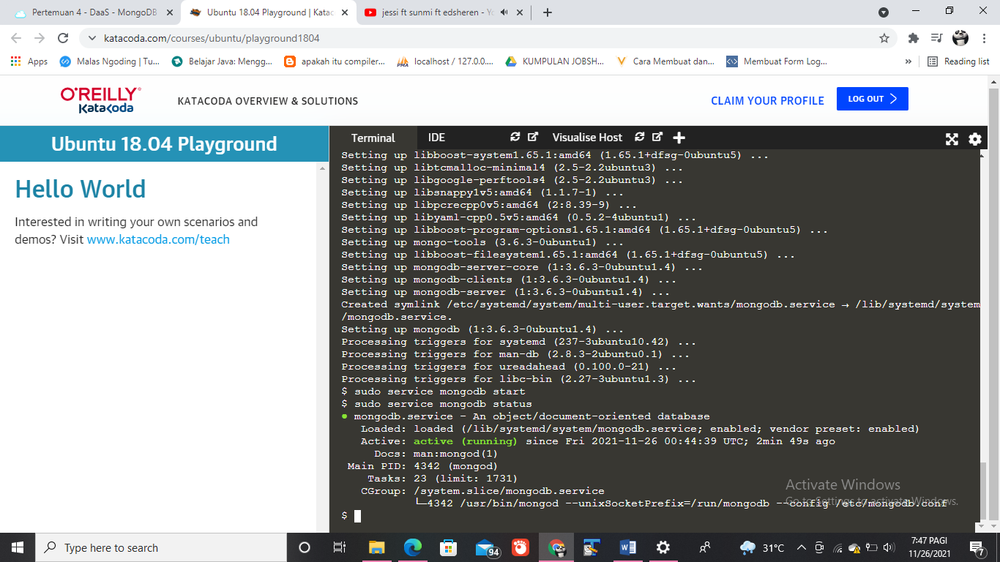 Pertemuan 4 - DaaS - MongoDB
Ubuntu 18.04 Playground | Katac
jessi ft sunmi ft edsheren - Yo
katacoda.com/courses/ubuntu/playground1804
Apps
Malas Ngoding | Tu...
Belajar Java: Mengg...
apakah itu compiler...
localhost / 127.0.0....
KUMPULAN JOBSH...
Cara Membuat dan...
Membuat Form Log...
»
Reading list
O'REILLY®
Katacoda
KATACODA OVERVIEW & SOLUTIONS
CLAIM YOUR PROFILE
LOG OUT
Ubuntu 18.04 Playground
Hello World
Interested in writing your own scenarios and
demos? Visit www.katacoda.com/teach
Terminal
IDE
Visualise Host
Setting up libboost-system1.65.1:amd64 (1.65.1+dfsg-0ubuntu5) ...
Setting up libtcmalloc-minimal4 (2.5-2.2ubuntu3) ...
Setting up libgoogle-perftools4 (2.5-2.2ubuntu3) ...
Setting up libsnappy1v5:amd64 (1.1.7-1) ...
Setting up libpcrecpp0v5:amd64 (2:8.39-9) ...
Setting up libyaml-cpp0.5v5:amd64 (0.5.2-4ubuntu1) ...
Setting up libboost-program-options1.65.1:amd64 (1.65.1+dfsg-0ubuntu5) ...
Setting up mongo-tools (3.6.3-0ubuntu1) ...
Setting up libboost-filesystem1.65.1:amd64 (1.65.1+dfsg-0ubuntu5) ...
Setting up mongodb-server-core (1:3.6.3-0ubuntu1.4) ...
Setting up mongodb-clients (1:3.6.3-0ubuntu1.4) ...
Setting up mongodb-server (1:3.6.3-0ubuntu1.4) ...
Created symlink /etc/systemd/system/multi-user.target.wants/mongodb.service → /lib/systemd/system
/mongodb.service.
Setting up mongodb (1:3.6.3-0ubuntu1.4) ...
Processing triggers for systemd (237-3ubuntu10.42) ...
Processing triggers for man-db (2.8.3-2ubuntu0.1) ...
Processing triggers for ureadahead (0.100.0-21) ...
Processing triggers for libc-bin (2.27-3ubuntu1.3) ...
$ sudo service mongodb start
$ sudo service mongodb status
● mongodb.service - An object/document-oriented database
Loaded: loaded (/lib/systemd/system/mongodb.service; enabled; vendor preset: enabled)
Active: active (running) since Fri 2021-11-26 00:44:39 UTC; 2min 49s ago
Docs: man:mongod(1)
Main PID: 4342 (mongod)
Tasks: 23 (limit: 1731)
CGroup: /system.slice/mongodb.service
└─4342 /usr/bin/mongod --unixSocketPrefix=/run/mongodb --config /etc/mongodb.conf
$
Activate Windows
Go to Settings to activate Windows.
Type here to search
94
31°C
7:47 PAGI
11/26/2021
7